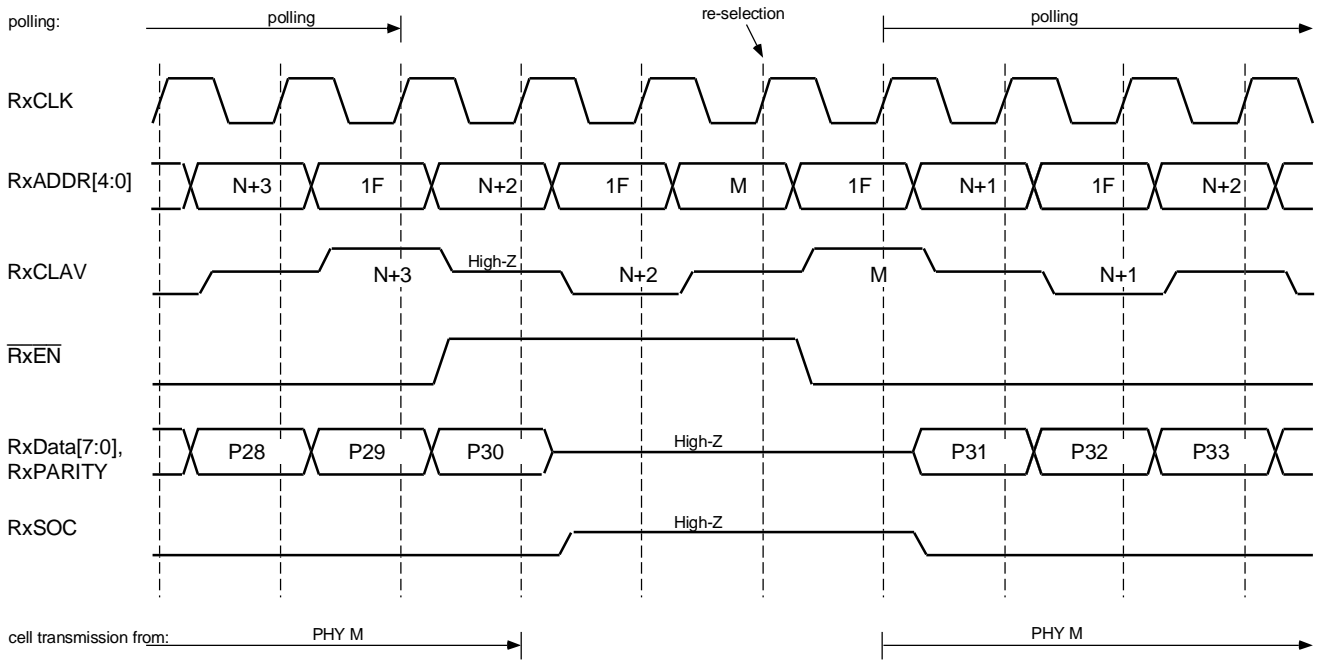 polling: polling re-selection polling
RxCLK
RxADDR[4:0] N+3 1F N+2 1F M 1F N+1 1F N+2
RxCLAV N+3 High-Z N+2 M N+1
RxEN
RxData[7:0], P28 P29 P30 High-Z P31 P32 P33
RxPARITY
RxSOC High-Z
cell transmission from: PHY M PHY M